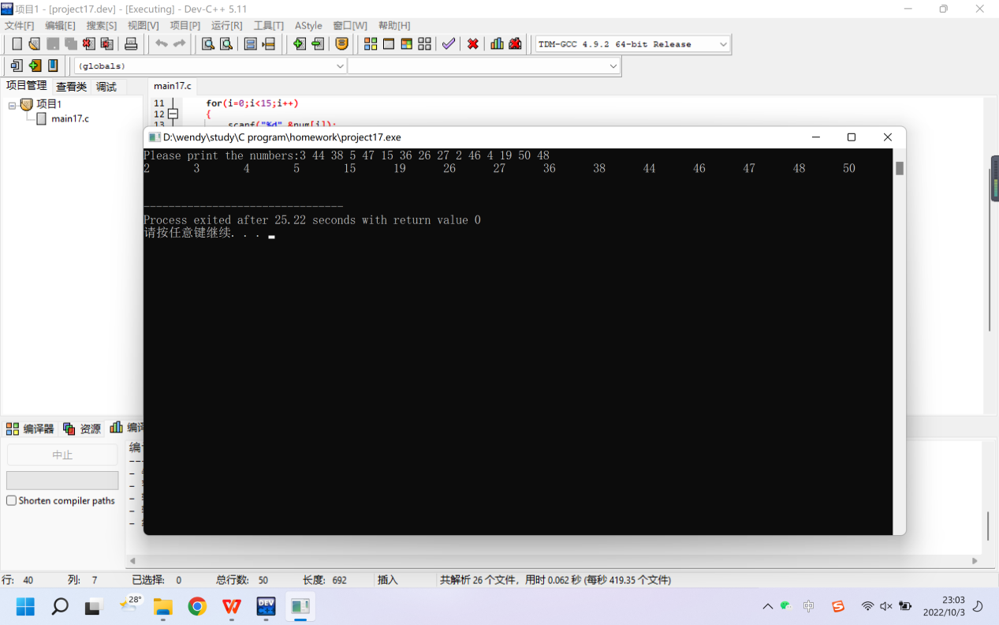 项目1 - [project17.dev] - [Executing] - Dev-C++ 5.11
文件[F] 编辑[E] 搜索[S] 视图[V] 项目[P] 运行[R] 工具[T] AStyle 窗口[W] 帮助[H]
TDM-GCC 4.9.2 64-bit Release
(globals)
项目管理 查看类 调试 main17.c
项目1
main17.c
11 for(i=0;i<15;i++)
12 {
13 scanf("%d",&num[i]);
D:\wendy\study\C program\homework\project17.exe
Please print the numbers:3 44 38 5 47 15 36 26 27 2 46 4 19 50 48
2 3 4 5 15 19 26 27 36 38 44 46 47 48 50
--------------------------------
Process exited after 25.22 seconds with return value 0
请按任意键继续. . .
编译器 资源 编译
中止
Shorten compiler paths
行: 40 列: 7 已选择: 0 总行数: 50 长度: 692 插入 共解析 26 个文件，用时 0.062 秒 (每秒 419.35 个文件)
28°
DEV
中
23:03
2022/10/3